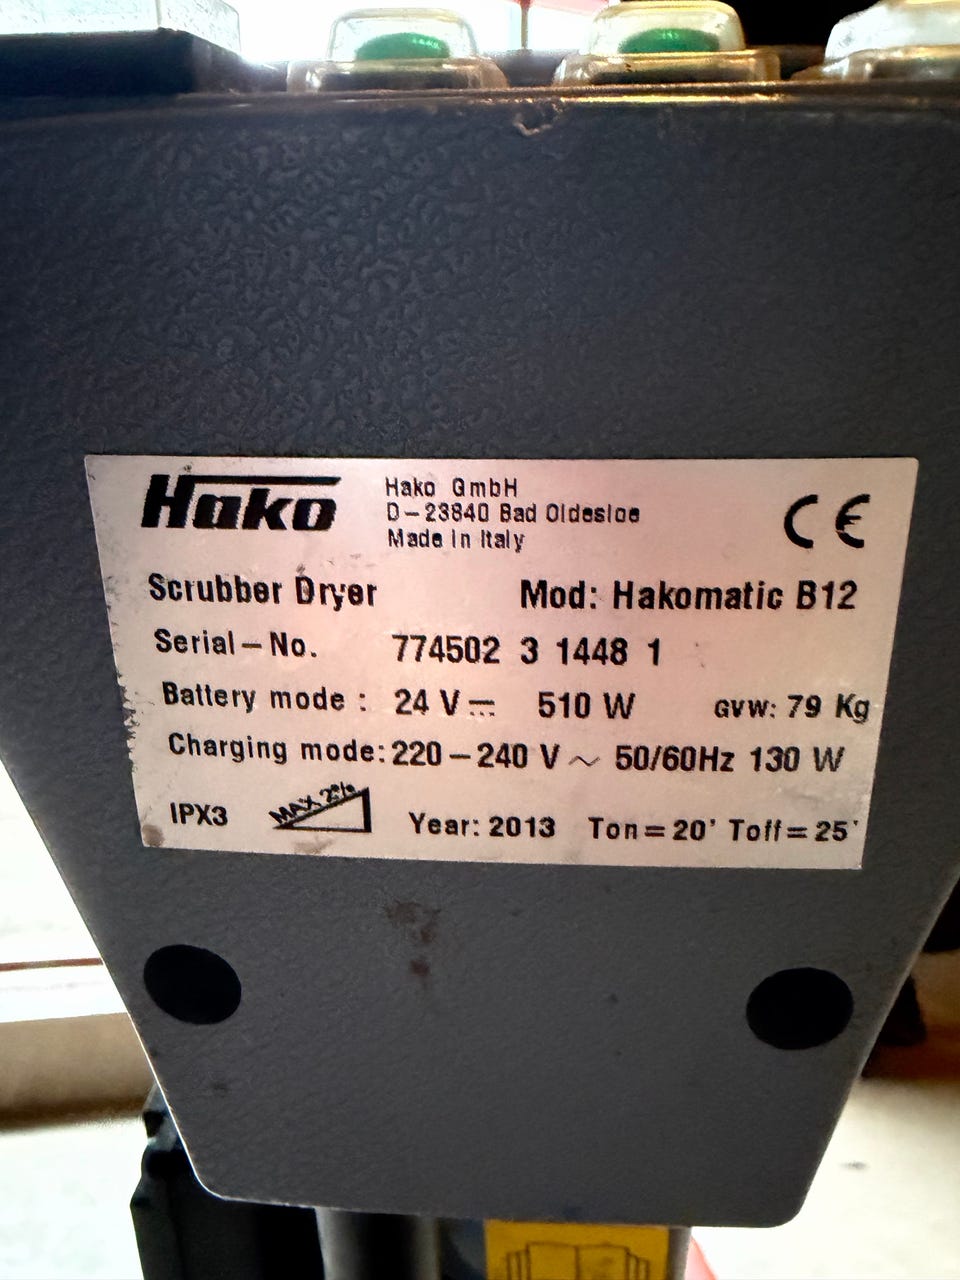 Hako
Hako GmbH
D-23840 Bad Oldesloe
Made In Italy
CE
Scrubber Dryer Mod: Hakomatic B12
Serial-No. 774502 3 1448 1
Battery mode : 24 V⎓ 510 W GVW: 79 Kg
Charging mode: 220-240 V ~ 50/60Hz 130 W
IPX3 MAX 2% Year: 2013 Ton=20' Toff=25'